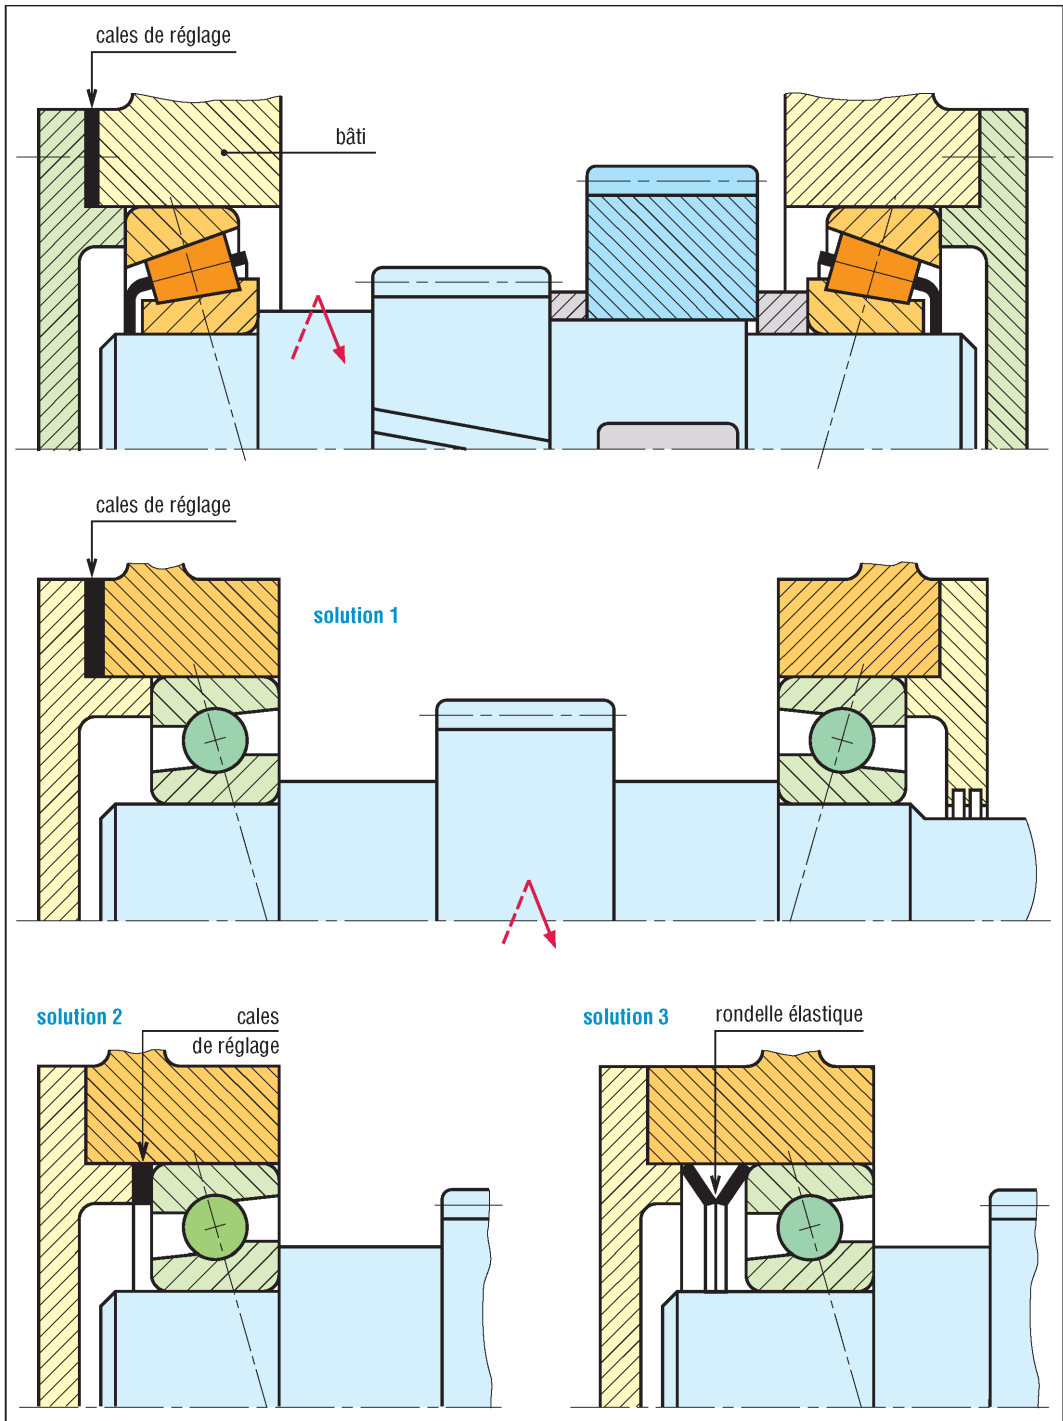 cales de réglage
bâti
cales de réglage
solution 1
solution 2
cales
de réglage
solution 3
rondelle élastique